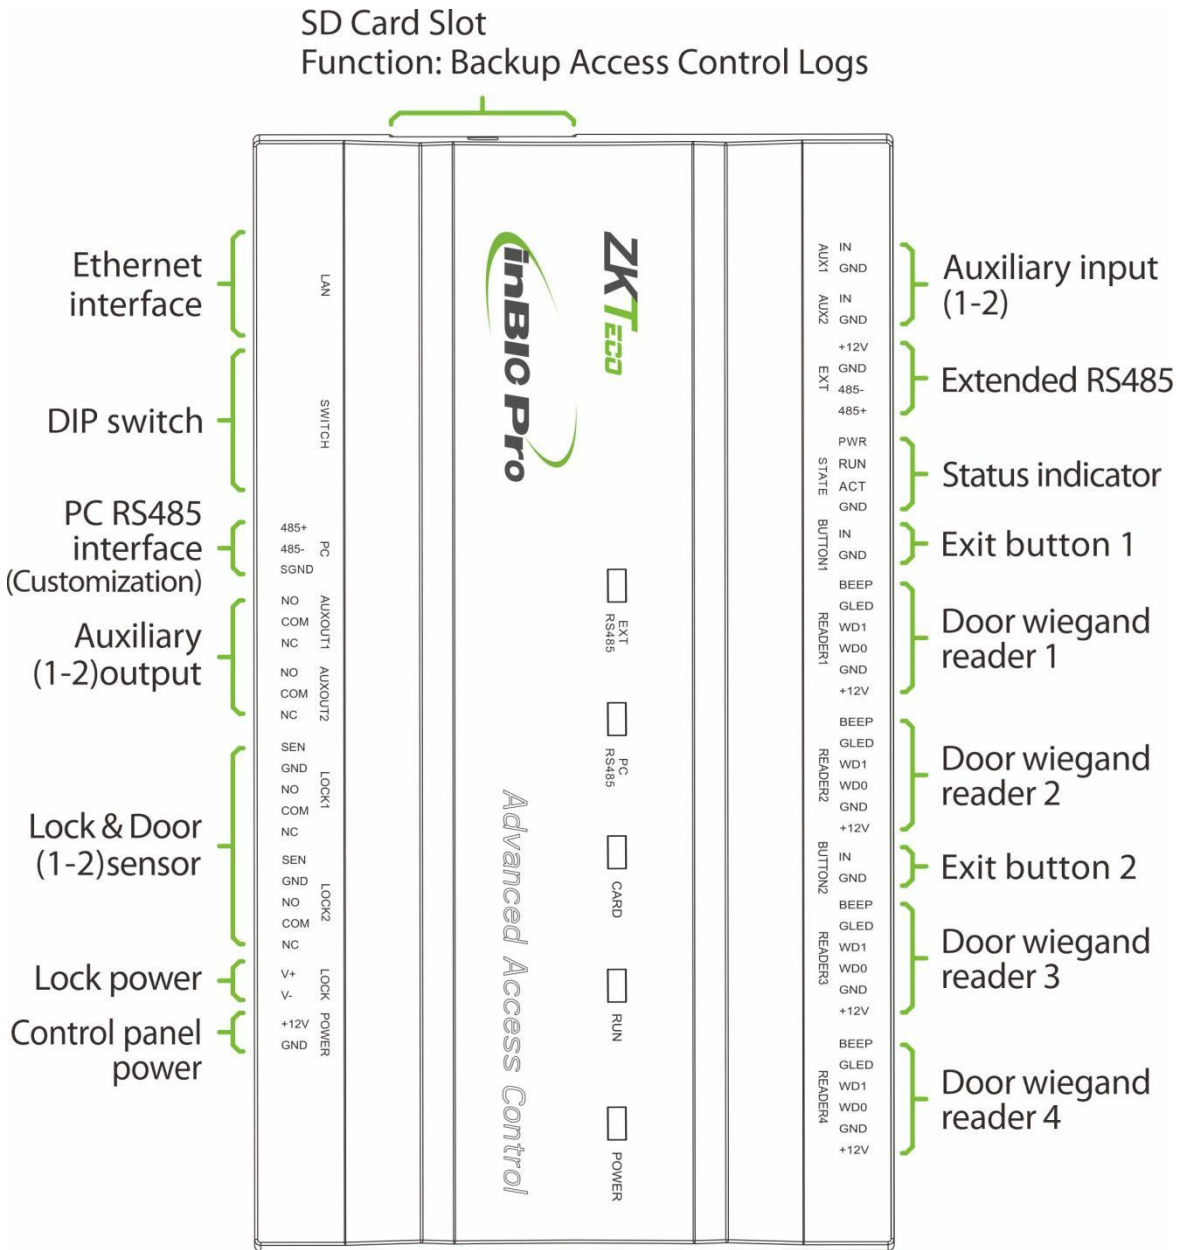 SD Card Slot
Function: Backup Access Control Logs
Ethernet
interface
DIP switch
PC RS485
interface
(Customization)
Auxiliary
(1-2)output
Lock & Door
(1-2)sensor
Lock power
Control panel
power
LAN
SWITCH
485+
485-
SGND
PC
NO
COM
NC
AUXOUT1
NO
COM
NC
AUXOUT2
SEN
GND
NO
COM
NC
LOCK1
SEN
GND
NO
COM
NC
LOCK2
V+
V-
LOCK
+12V
GND
POWER
ZKTECO
inBIO Pro
Advanced Access Control
EXT
RS485
PC
RS485
CARD
RUN
POWER
AUX1
IN
GND
AUX2
IN
GND
EXT
+12V
GND
485-
485+
STATE
PWR
RUN
ACT
GND
BUTTON1
IN
GND
READER1
BEEP
GLED
WD1
WD0
GND
+12V
READER2
BEEP
GLED
WD1
WD0
GND
+12V
BUTTON2
IN
GND
READER3
BEEP
GLED
WD1
WD0
GND
+12V
READER4
BEEP
GLED
WD1
WD0
GND
+12V
Auxiliary input
(1-2)
Extended RS485
Status indicator
Exit button 1
Door wiegand
reader 1
Door wiegand
reader 2
Exit button 2
Door wiegand
reader 3
Door wiegand
reader 4